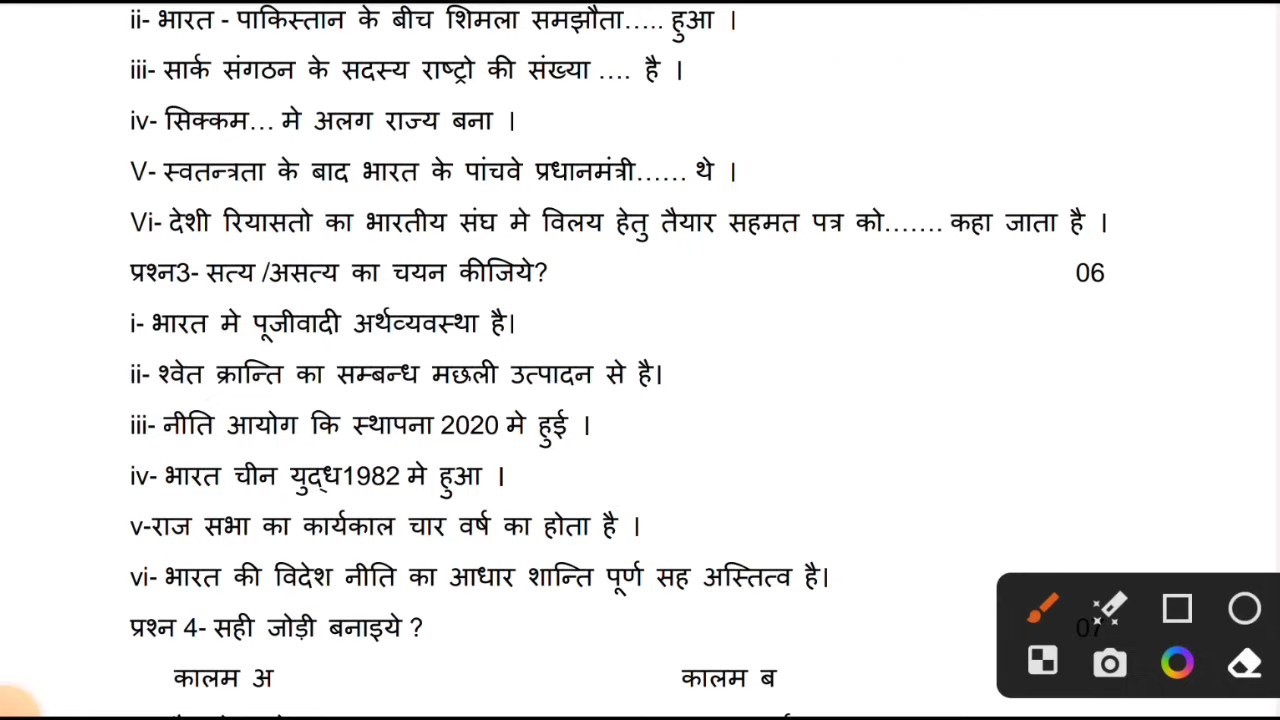 ii- भारत - पाकिस्तान के बीच शिमला समझौता..... हुआ ।
iii- सार्क संगठन के सदस्य राष्ट्रो की संख्या .... है ।
iv- सिक्कम... मे अलग राज्य बना ।
V- स्वतन्त्रता के बाद भारत के पांचवे प्रधानमंत्री...... थे ।
Vi- देशी रियासतो का भारतीय संघ मे विलय हेतु तैयार सहमत पत्र को....... कहा जाता है ।
प्रश्न3- सत्य /असत्य का चयन कीजिये? 06
i- भारत मे पूजीवादी अर्थव्यवस्था है।
ii- श्वेत क्रान्ति का सम्बन्ध मछली उत्पादन से है।
iii- नीति आयोग कि स्थापना 2020 मे हुई ।
iv- भारत चीन युद्ध1982 मे हुआ ।
v-राज सभा का कार्यकाल चार वर्ष का होता है ।
vi- भारत की विदेश नीति का आधार शान्ति पूर्ण सह अस्तित्व है।
प्रश्न 4- सही जोड़ी बनाइये ? 07
कालम अ कालम ब